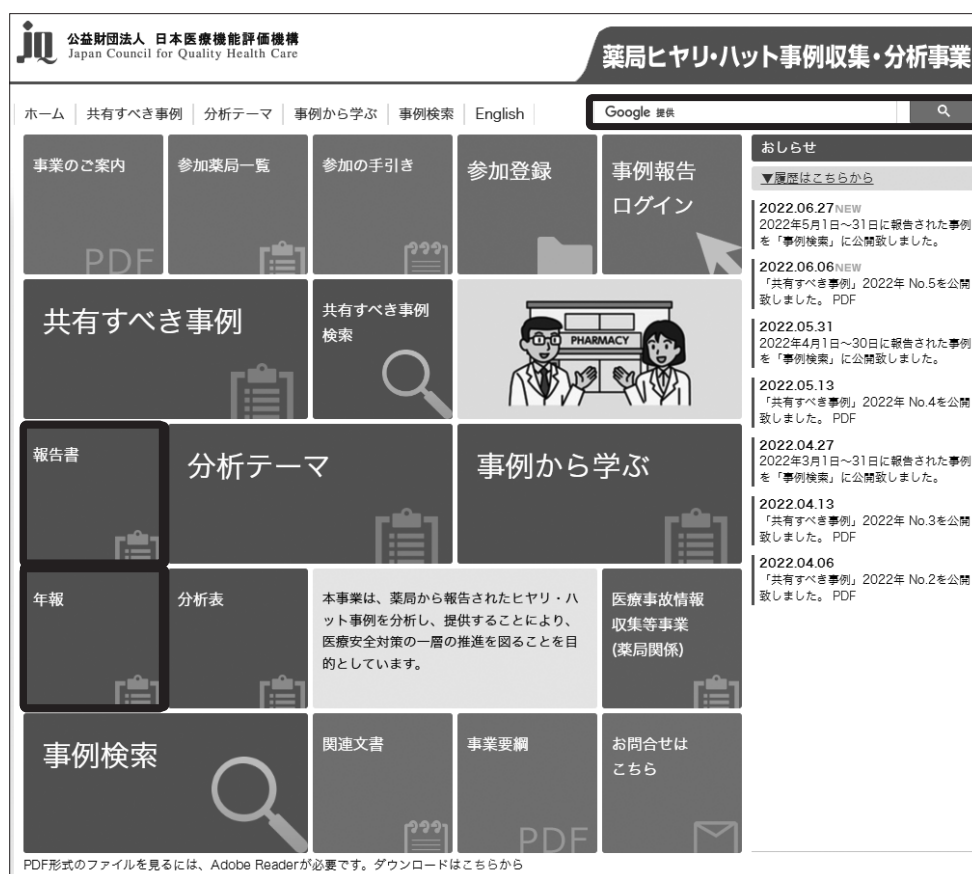 公益財団法人 日本医療機能評価機構
Japan Council for Quality Health Care
薬局ヒヤリ・ハット事例収集・分析事業
ホーム 共有すべき事例 分析テーマ 事例から学ぶ 事例検索 English
Google 提供
事業のご案内
PDF
参加薬局一覧
参加の手引き
参加登録
事例報告
ログイン
共有すべき事例
共有すべき事例
検索
PHARMACY
報告書
分析テーマ
事例から学ぶ
年報
分析表
本事業は、薬局から報告されたヒヤリ・ハ
ット事例を分析し、提供することにより、
医療安全対策の一層の推進を図ることを目
的としています。
医療事故情報
収集等事業
(薬局関係)
事例検索
関連文書
事業要綱
PDF
お問合せは
こちら
おしらせ
▼履歴はこちらから
2022.06.27NEW
2022年5月1日~31日に報告された事例
を「事例検索」に公開致しました。
2022.06.06NEW
「共有すべき事例」2022年 No.5を公開
致しました。 PDF
2022.05.31
2022年4月1日~30日に報告された事例
を「事例検索」に公開致しました。
2022.05.13
「共有すべき事例」2022年 No.4を公開
致しました。 PDF
2022.04.27
2022年3月1日~31日に報告された事例
を「事例検索」に公開致しました。
2022.04.13
「共有すべき事例」2022年 No.3を公開
致しました。 PDF
2022.04.06
「共有すべき事例」2022年 No.2を公開
致しました。 PDF
PDF形式のファイルを見るには、Adobe Readerが必要です。ダウンロードはこちらから